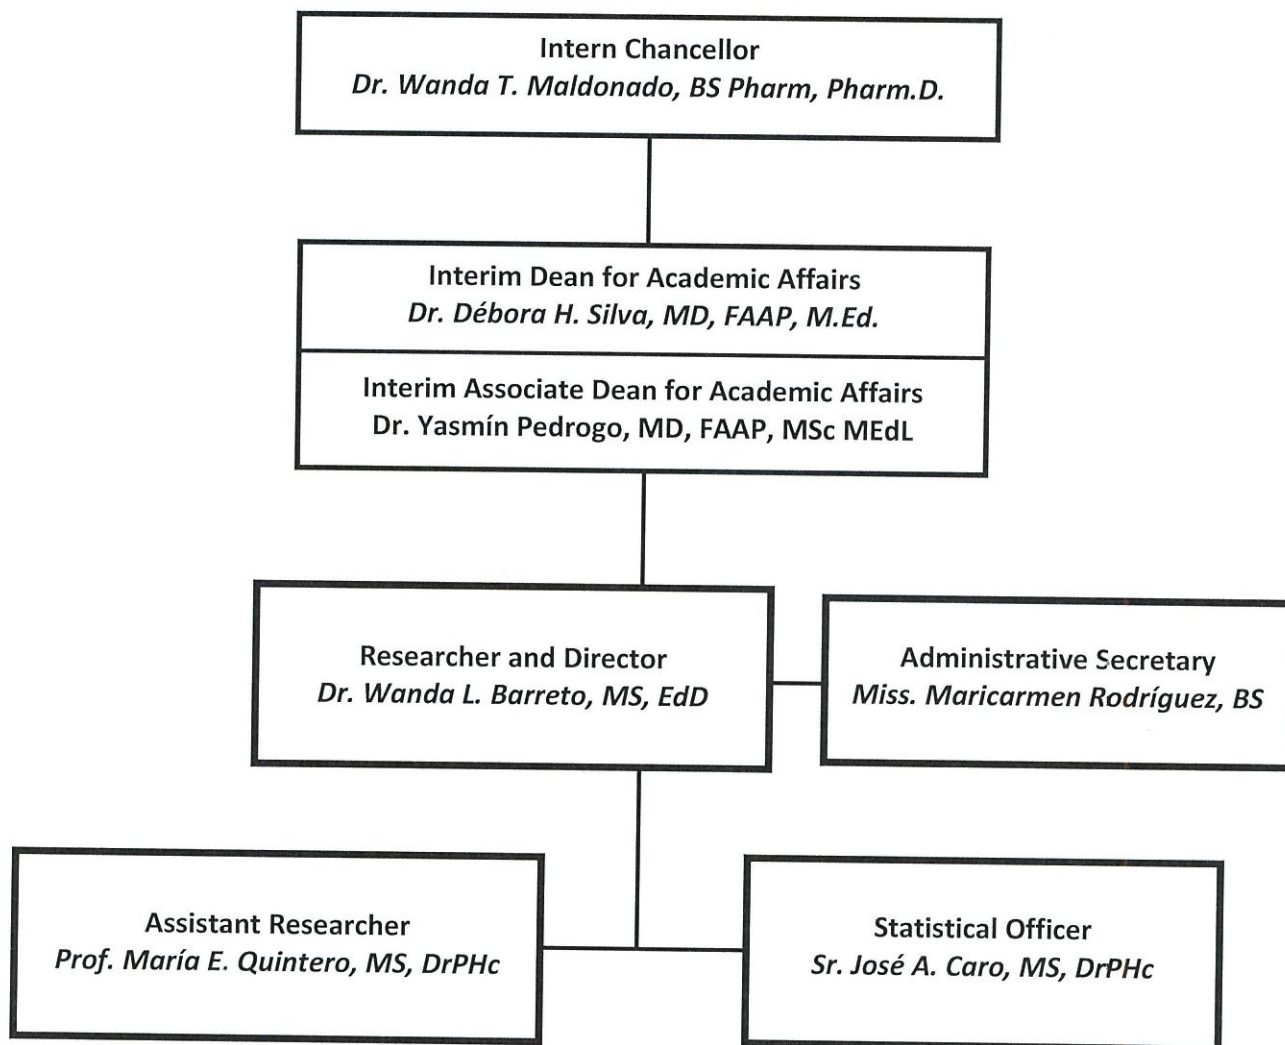 Intern Chancellor
Dr. Wanda T. Maldonado, BS Pharm, Pharm.D.
Interim Dean for Academic Affairs
Dr. Débora H. Silva, MD, FAAP, M.Ed.
Interim Associate Dean for Academic Affairs
Dr. Yasmín Pedrogo, MD, FAAP, MSc MEdL
Researcher and Director
Dr. Wanda L. Barreto, MS, EdD
Administrative Secretary
Miss. Maricarmen Rodríguez, BS
Assistant Researcher
Prof. María E. Quintero, MS, DrPHc
Statistical Officer
Sr. José A. Caro, MS, DrPHc